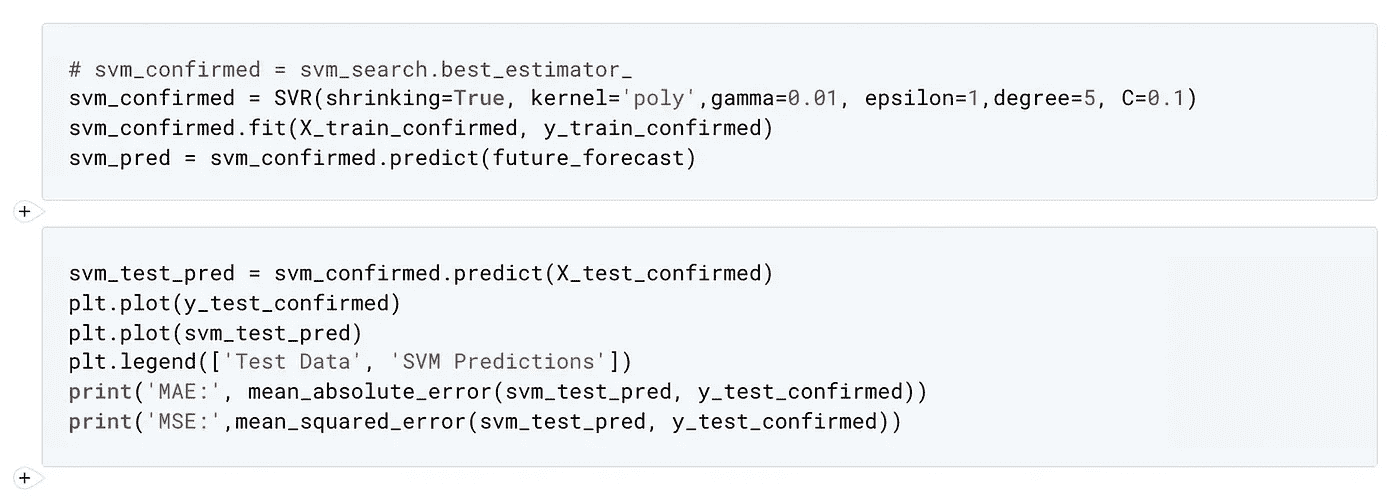 # svm_confirmed = svm_search.best_estimator_
svm_confirmed = SVR(shrinking=True, kernel='poly',gamma=0.01, epsilon=1,degree=5, C=0.1)
svm_confirmed.fit(X_train_confirmed, y_train_confirmed)
svm_pred = svm_confirmed.predict(future_forecast)
+
svm_test_pred = svm_confirmed.predict(X_test_confirmed)
plt.plot(y_test_confirmed)
plt.plot(svm_test_pred)
plt.legend(['Test Data', 'SVM Predictions'])
print('MAE:', mean_absolute_error(svm_test_pred, y_test_confirmed))
print('MSE:',mean_squared_error(svm_test_pred, y_test_confirmed))
+